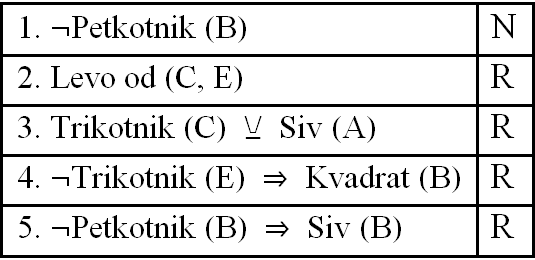 1. ¬Petkotnik (B) N
2. Levo od (C, E) R
3. Trikotnik (C) ⊻ Siv (A) R
4. ¬Trikotnik (E) ⇒ Kvadrat (B) R
5. ¬Petkotnik (B) ⇒ Siv (B) R